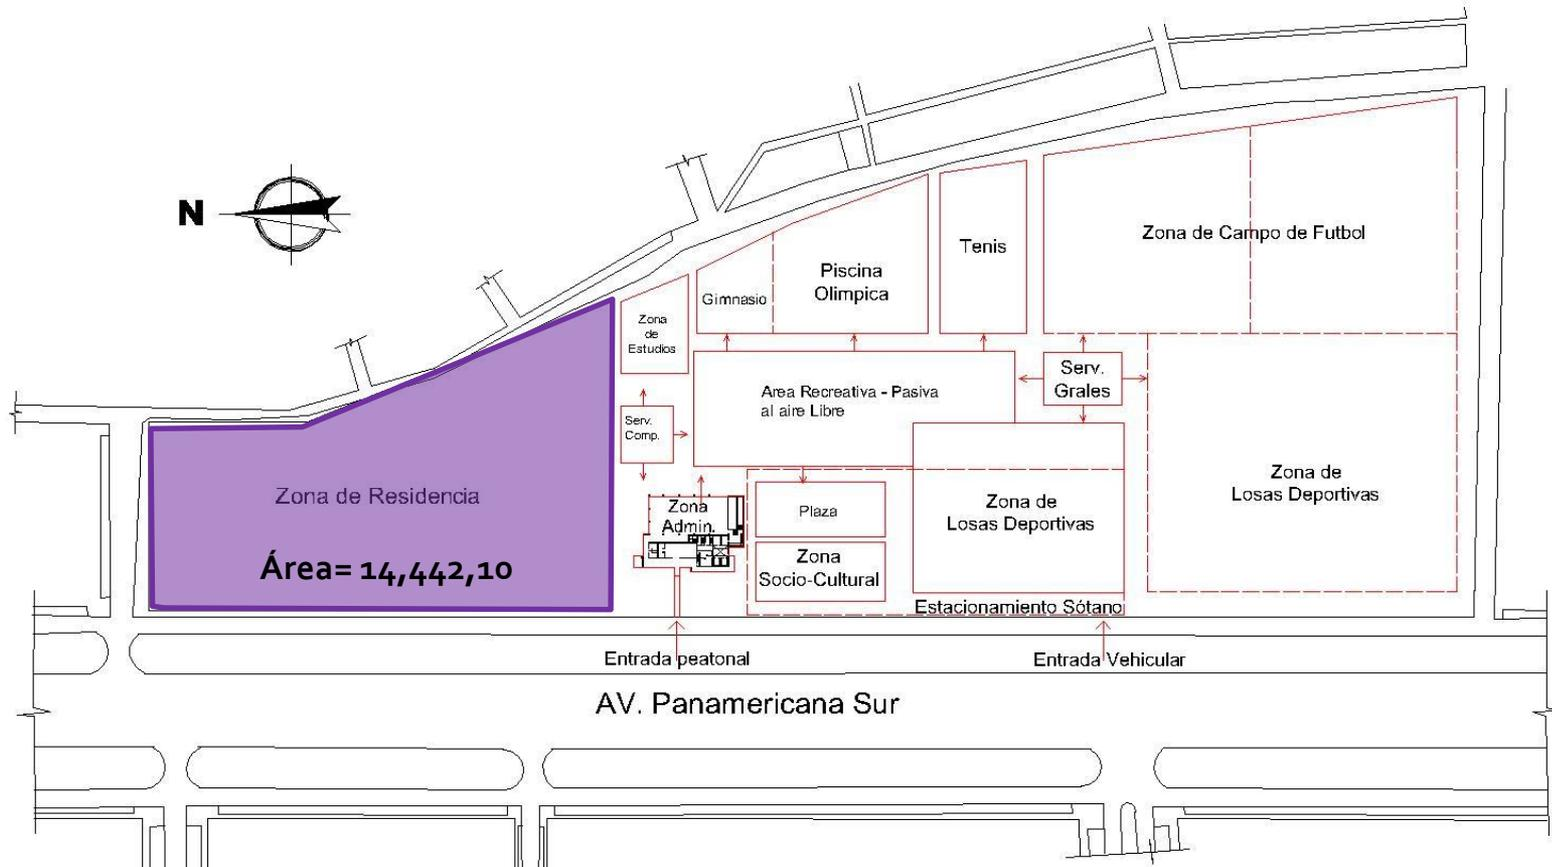 N
Zona de Campo de Futbol
Tenis
Piscina
Olimpica
Gimnasio
Zona
de
Estudios
Serv.
Grales
Area Recreativa - Pasiva
al aire Libre
Serv.
Comp.
Zona de Residencia
Área= 14,442,10
Zona
Admin.
Plaza
Zona
Socio-Cultural
Zona de
Losas Deportivas
Zona de
Losas Deportivas
Estacionamiento Sótano
Entrada peatonal
Entrada Vehicular
AV. Panamericana Sur